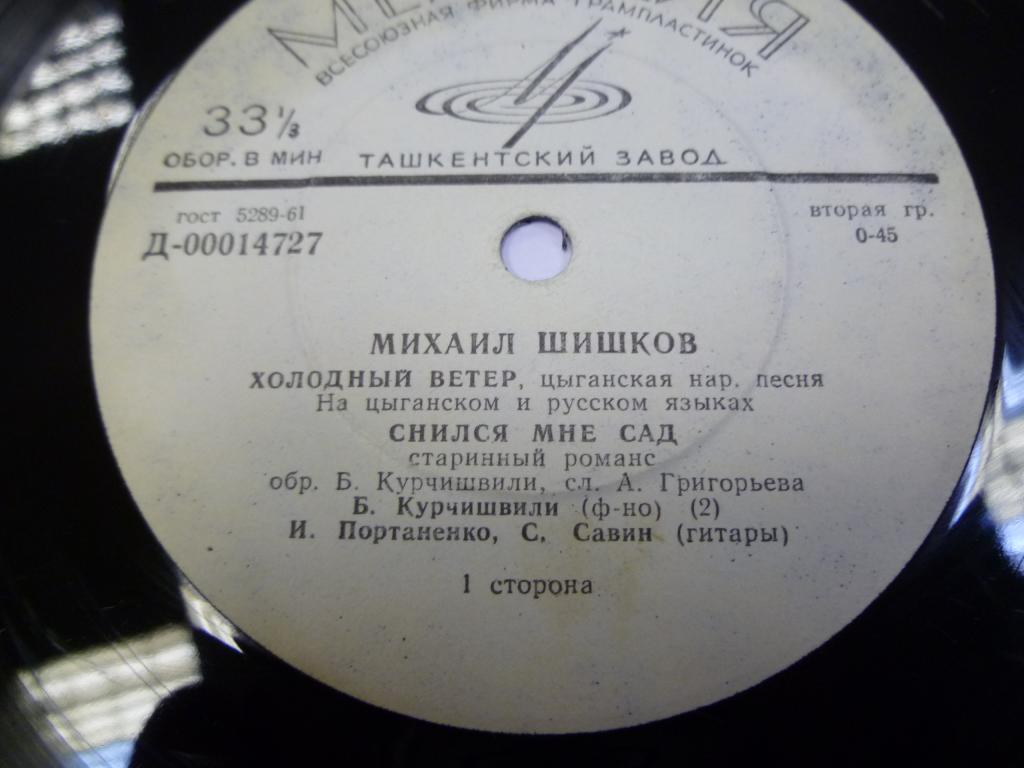 ВСЕСОЮЗНАЯ ФИРМА ГРАМПЛАСТИНОК
33⅓
ОБОР. В МИН
ТАШКЕНТСКИЙ ЗАВОД
гост 5289-61
вторая гр.
Д-00014727
0-45
МИХАИЛ ШИШКОВ
ХОЛОДНЫЙ ВЕТЕР, цыганская нар. песня
На цыганском и русском языках
СНИЛСЯ МНЕ САД
старинный романс
обр. Б. Курчишвили, сл. А. Григорьева
Б. Курчишвили (ф-но) (2)
И. Портаненко, С. Савин (гитары)
1 сторона